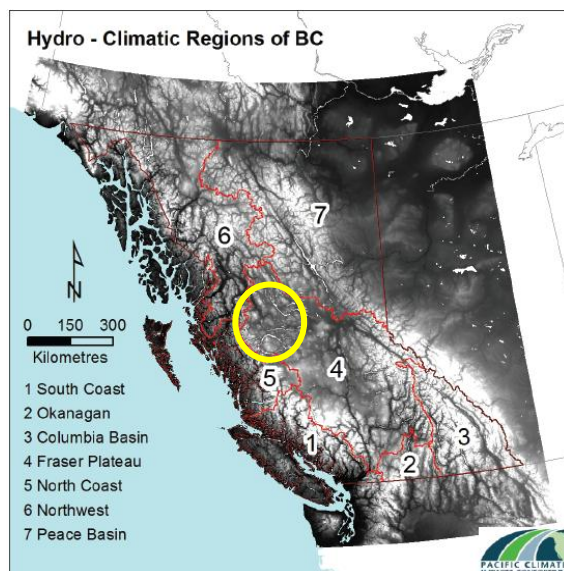 Hydro - Climatic Regions of BC
7
6
N
0 150 300
Kilometres
4
5
1 South Coast
2 Okanagan
3 Columbia Basin
4 Fraser Plateau
5 North Coast
6 Northwest
7 Peace Basin
1
2
3
PACIFIC CLIMATE